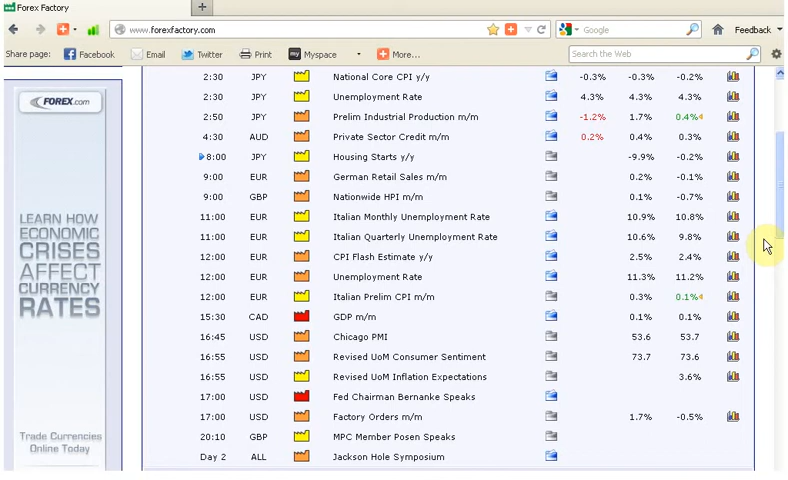 Forex Factory +
www.forexfactory.com Google Feedback
Share page: Facebook Email Twitter Print my Myspace More... Search the Web
2:30 JPY National Core CPI y/y -0.3% -0.3% -0.2%
2:30 JPY Unemployment Rate 4.3% 4.3% 4.3%
2:50 JPY Prelim Industrial Production m/m -1.2% 1.7% 0.4%
4:30 AUD Private Sector Credit m/m 0.2% 0.4% 0.3%
8:00 JPY Housing Starts y/y -9.9% -0.2%
9:00 EUR German Retail Sales m/m 0.2% -0.1%
9:00 GBP Nationwide HPI m/m 0.1% -0.7%
11:00 EUR Italian Monthly Unemployment Rate 10.9% 10.8%
11:00 EUR Italian Quarterly Unemployment Rate 10.6% 9.8%
12:00 EUR CPI Flash Estimate y/y 2.5% 2.4%
12:00 EUR Unemployment Rate 11.3% 11.2%
12:00 EUR Italian Prelim CPI m/m 0.3% 0.1%
15:30 CAD GDP m/m 0.1% 0.1%
16:45 USD Chicago PMI 53.6 53.7
16:55 USD Revised UoM Consumer Sentiment 73.7 73.6
16:55 USD Revised UoM Inflation Expectations 3.6%
17:00 USD Fed Chairman Bernanke Speaks
17:00 USD Factory Orders m/m 1.7% -0.5%
20:10 GBP MPC Member Posen Speaks
Day 2 ALL Jackson Hole Symposium
FOREX.com
LEARN HOW
ECONOMIC
CRISES
AFFECT
CURRENCY
RATES
Trade Currencies
Online Today